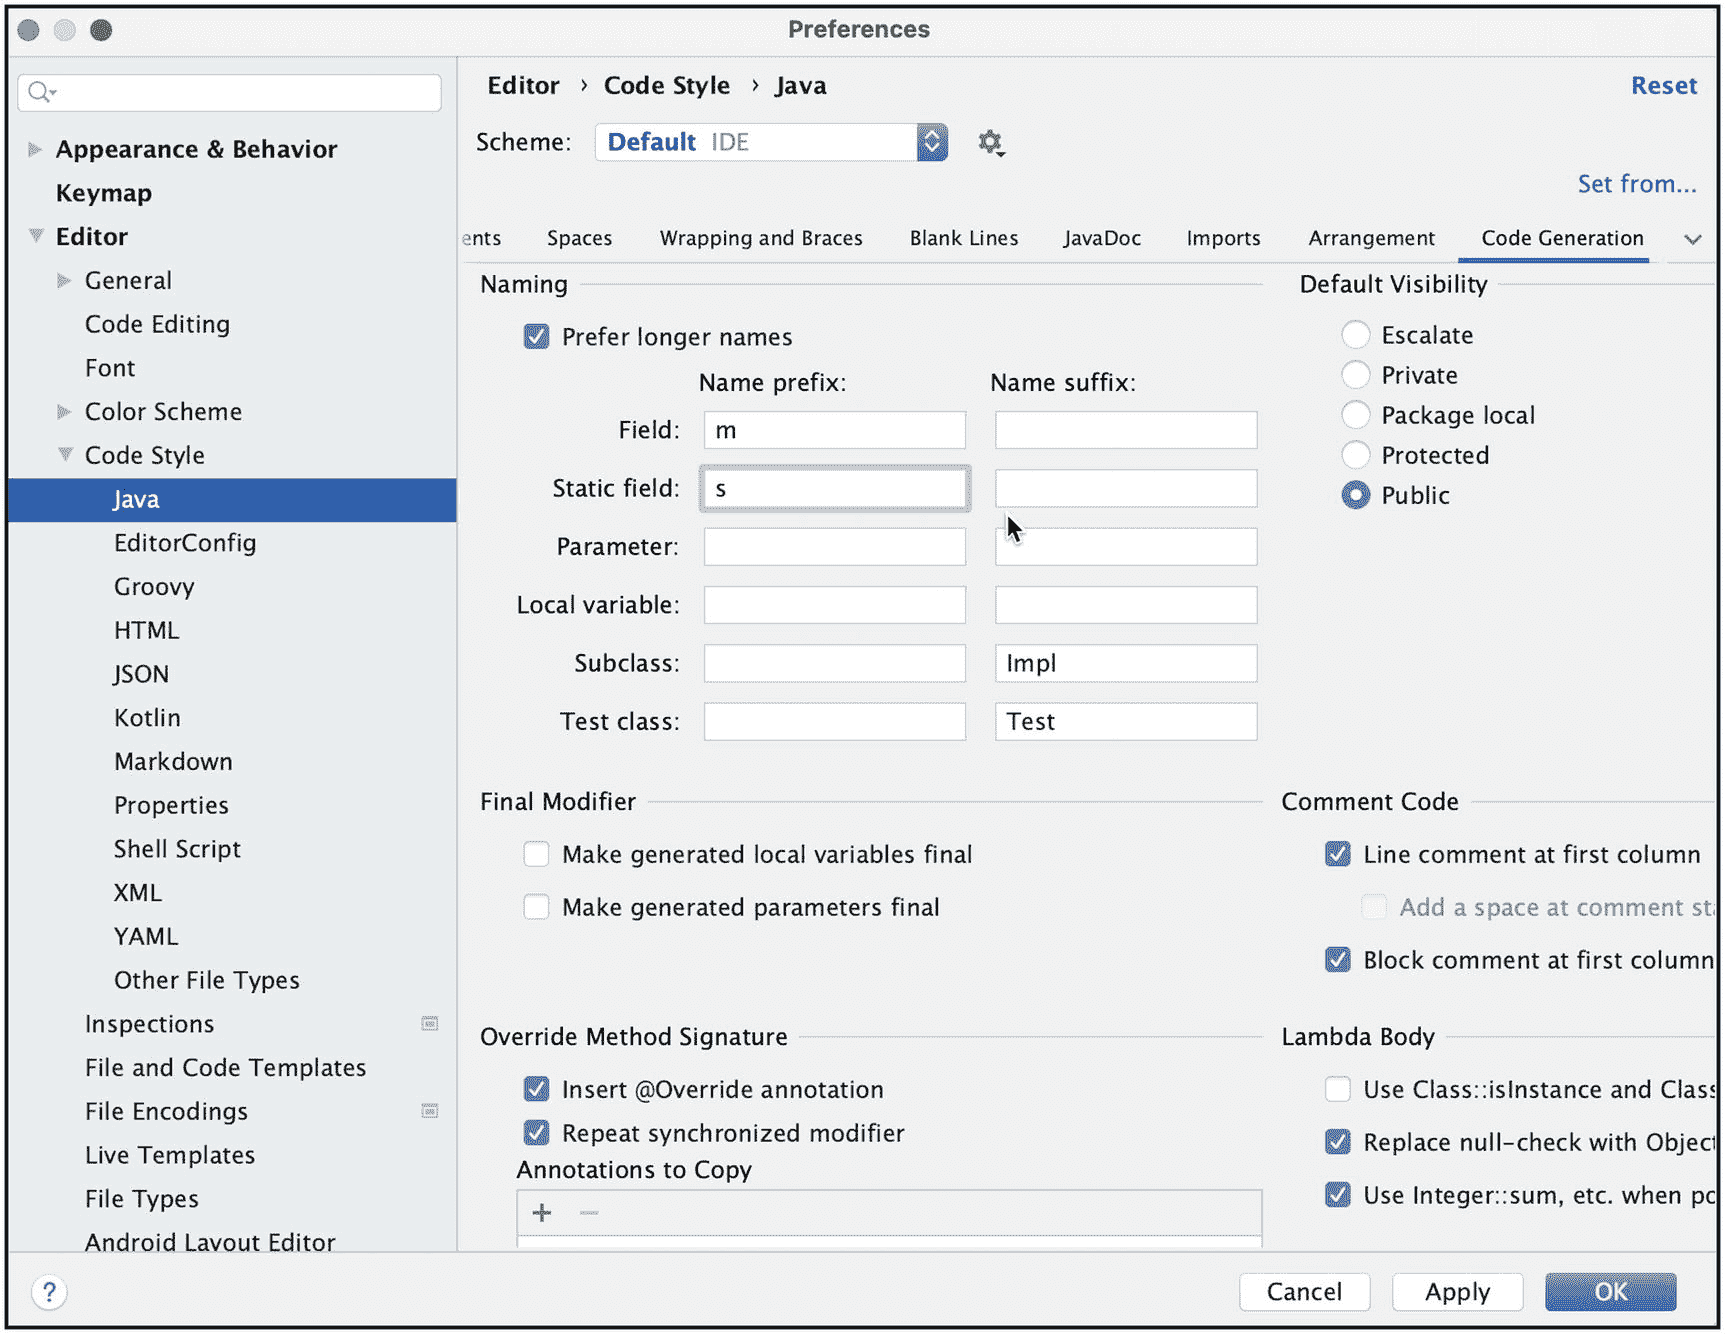 Preferences
Appearance & Behavior
Keymap
Editor
General
Code Editing
Font
Color Scheme
Code Style
Java
EditorConfig
Groovy
HTML
JSON
Kotlin
Markdown
Properties
Shell Script
XML
YAML
Other File Types
Inspections
File and Code Templates
File Encodings
Live Templates
File Types
Android Layout Editor
Editor › Code Style › Java
Reset
Scheme: Default IDE
Set from...
ents Spaces Wrapping and Braces Blank Lines JavaDoc Imports Arrangement Code Generation
Naming
Prefer longer names
Name prefix: Name suffix:
Field: m
Static field: s
Parameter:
Local variable:
Subclass: Impl
Test class: Test
Default Visibility
Escalate
Private
Package local
Protected
Public
Final Modifier
Make generated local variables final
Make generated parameters final
Comment Code
Line comment at first column
Add a space at comment sta
Block comment at first column
Override Method Signature
Insert @Override annotation
Repeat synchronized modifier
Annotations to Copy
+ −
Lambda Body
Use Class::isInstance and Class
Replace null-check with Object
Use Integer::sum, etc. when po
? Cancel Apply OK